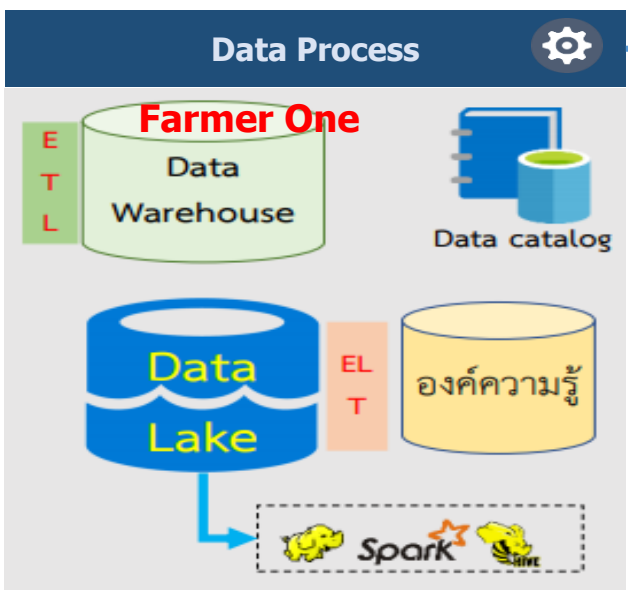 Data Process
Farmer One
E
T
L
Data
Warehouse
Data catalog
Data
Lake
EL
T
องค์ความรู้
Spark
HIVE